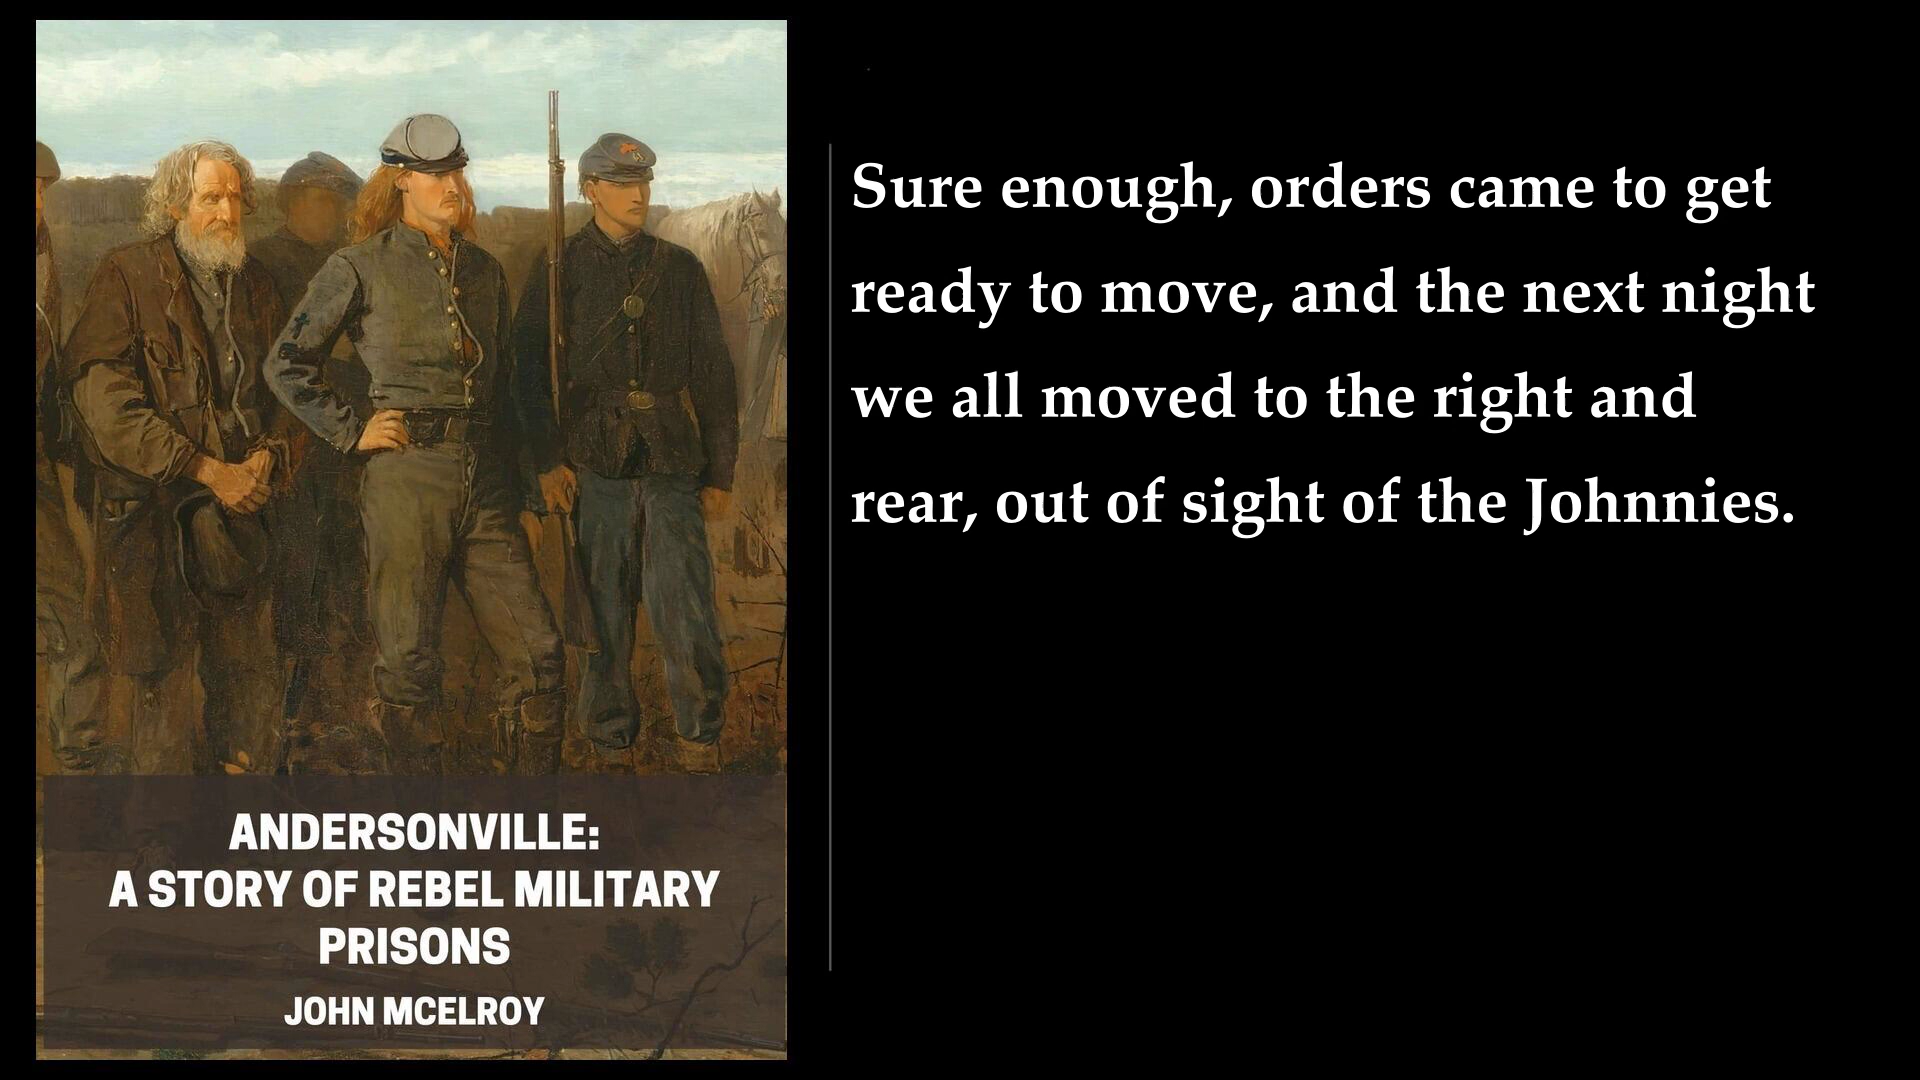 Sure enough, orders came to get
ready to move, and the next night
we all moved to the right and
rear, out of sight of the Johnnies.
ANDERSONVILLE:
A STORY OF REBEL MILITARY
PRISONS
JOHN MCELROY